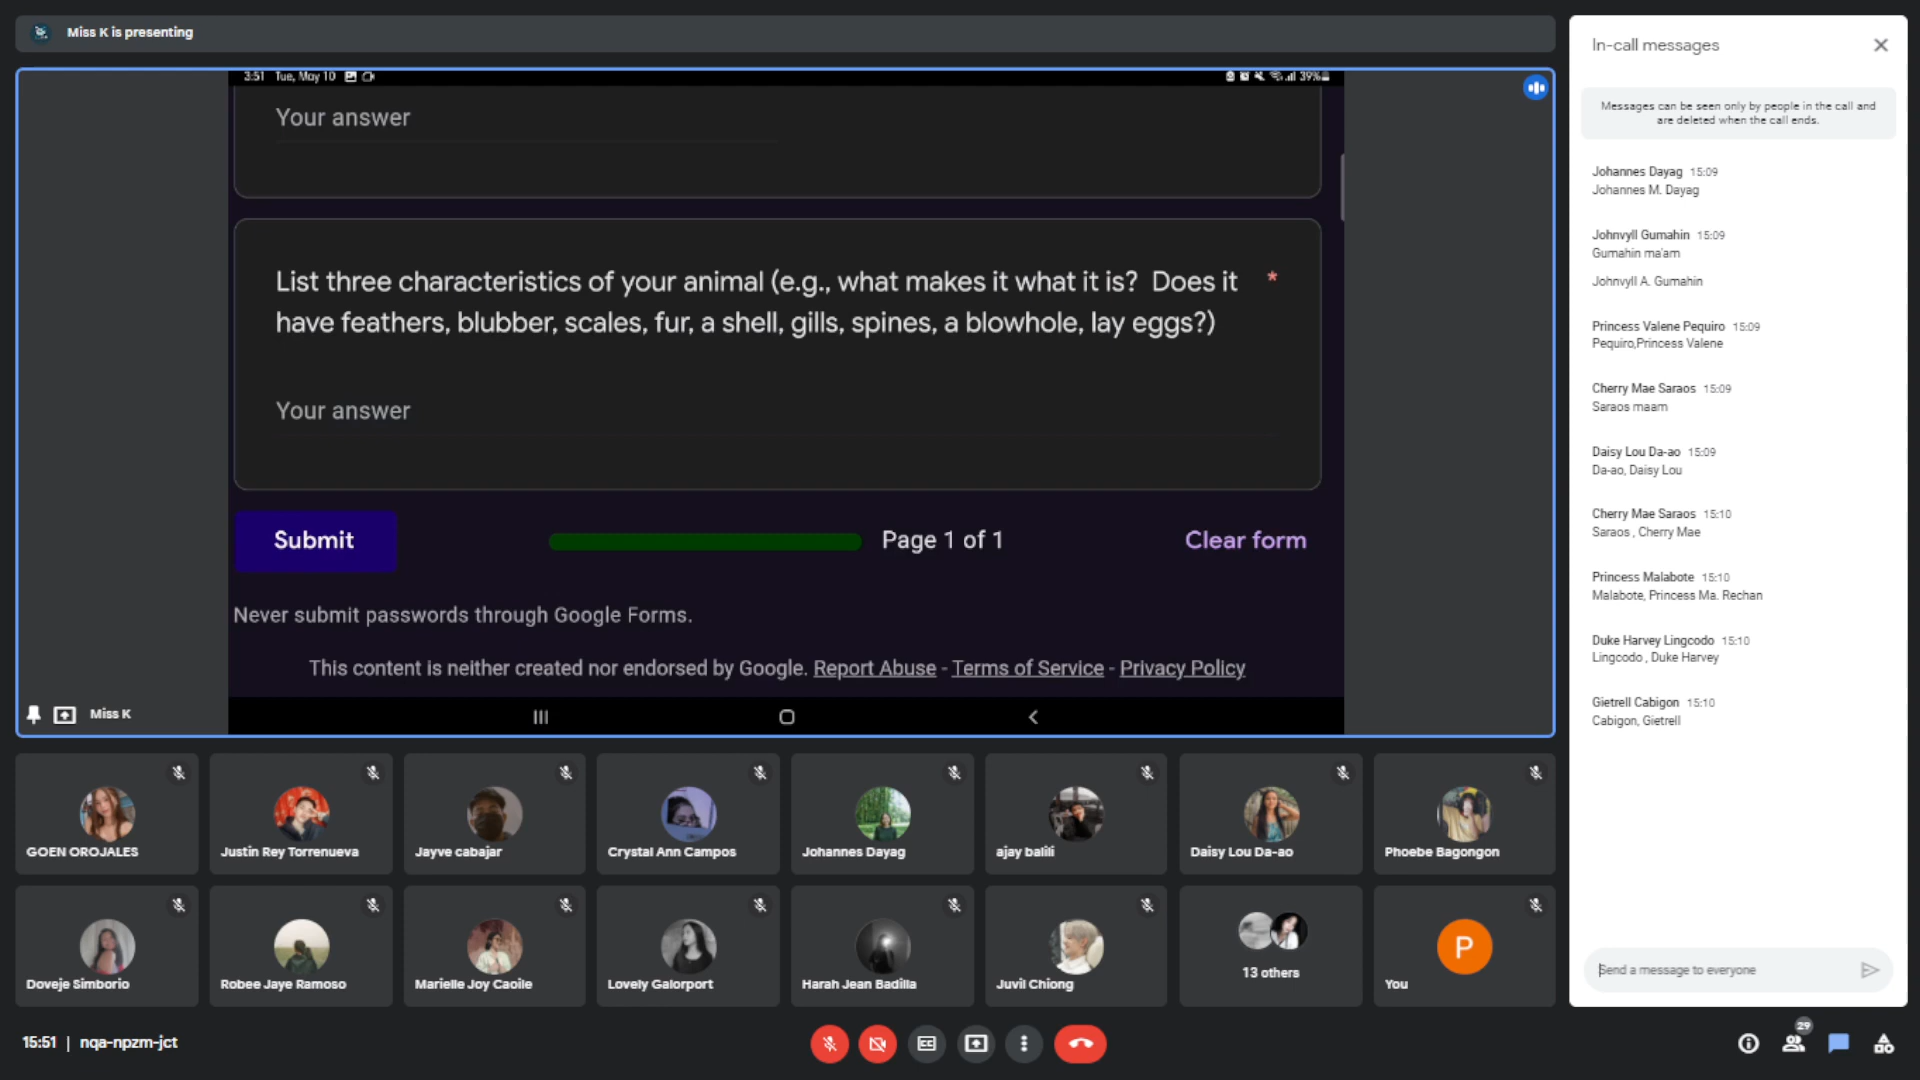 Miss K is presenting
3:51 Tue, May 10
39%
Your answer
List three characteristics of your animal (e.g., what makes it what it is? Does it *
have feathers, blubber, scales, fur, a shell, gills, spines, a blowhole, lay eggs?)
Your answer
Submit
Page 1 of 1
Clear form
Never submit passwords through Google Forms.
This content is neither created nor endorsed by Google. Report Abuse - Terms of Service - Privacy Policy
Miss K
GOEN OROJALES
Justin Rey Torrenueva
Jayve cabajar
Crystal Ann Campos
Johannes Dayag
ajay balili
Daisy Lou Da-ao
Phoebe Bagongon
Doveje Simborio
Robee Jaye Ramoso
Marielle Joy Caoile
Lovely Galorport
Harah Jean Badilla
Juvil Chiong
13 others
P
You
15:51 | nqa-npzm-jct
CC
In-call messages
Messages can be seen only by people in the call and
are deleted when the call ends.
Johannes Dayag 15:09
Johannes M. Dayag
Johnvyll Gumahin 15:09
Gumahin ma'am
Johnvyll A. Gumahin
Princess Valene Pequiro 15:09
Pequiro,Princess Valene
Cherry Mae Saraos 15:09
Saraos maam
Daisy Lou Da-ao 15:09
Da-ao, Daisy Lou
Cherry Mae Saraos 15:10
Saraos , Cherry Mae
Princess Malabote 15:10
Malabote, Princess Ma. Rechan
Duke Harvey Lingcodo 15:10
Lingcodo , Duke Harvey
Gietrell Cabigon 15:10
Cabigon, Gietrell
Send a message to everyone
29